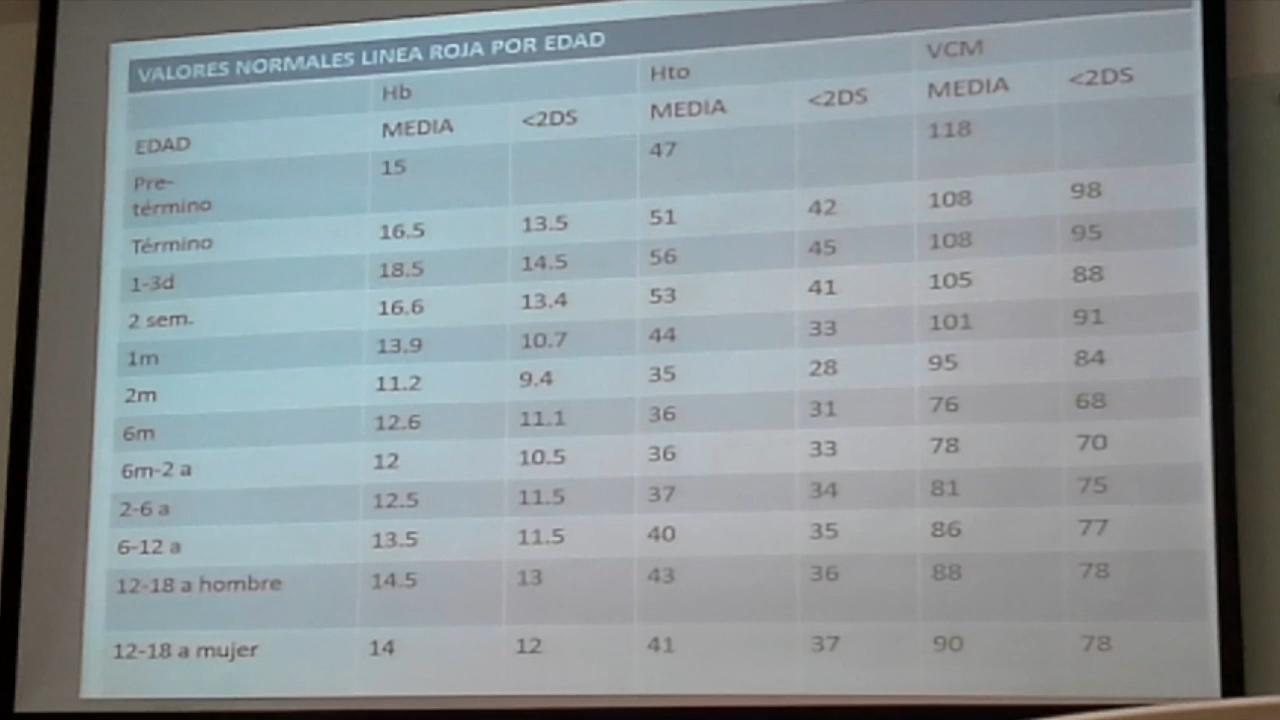 VALORES NORMALES LINEA ROJA POR EDAD
Hb Hto VCM
EDAD MEDIA <2DS MEDIA <2DS MEDIA <2DS
Pre-
término 15 47 118
Término 16.5 13.5 51 42 108 98
1-3d 18.5 14.5 56 45 108 95
2 sem. 16.6 13.4 53 41 105 88
1m 13.9 10.7 44 33 101 91
2m 11.2 9.4 35 28 95 84
6m 12.6 11.1 36 31 76 68
6m-2 a 12 10.5 36 33 78 70
2-6 a 12.5 11.5 37 34 81 75
6-12 a 13.5 11.5 40 35 86 77
12-18 a hombre 14.5 13 43 36 88 78
12-18 a mujer 14 12 41 37 90 78